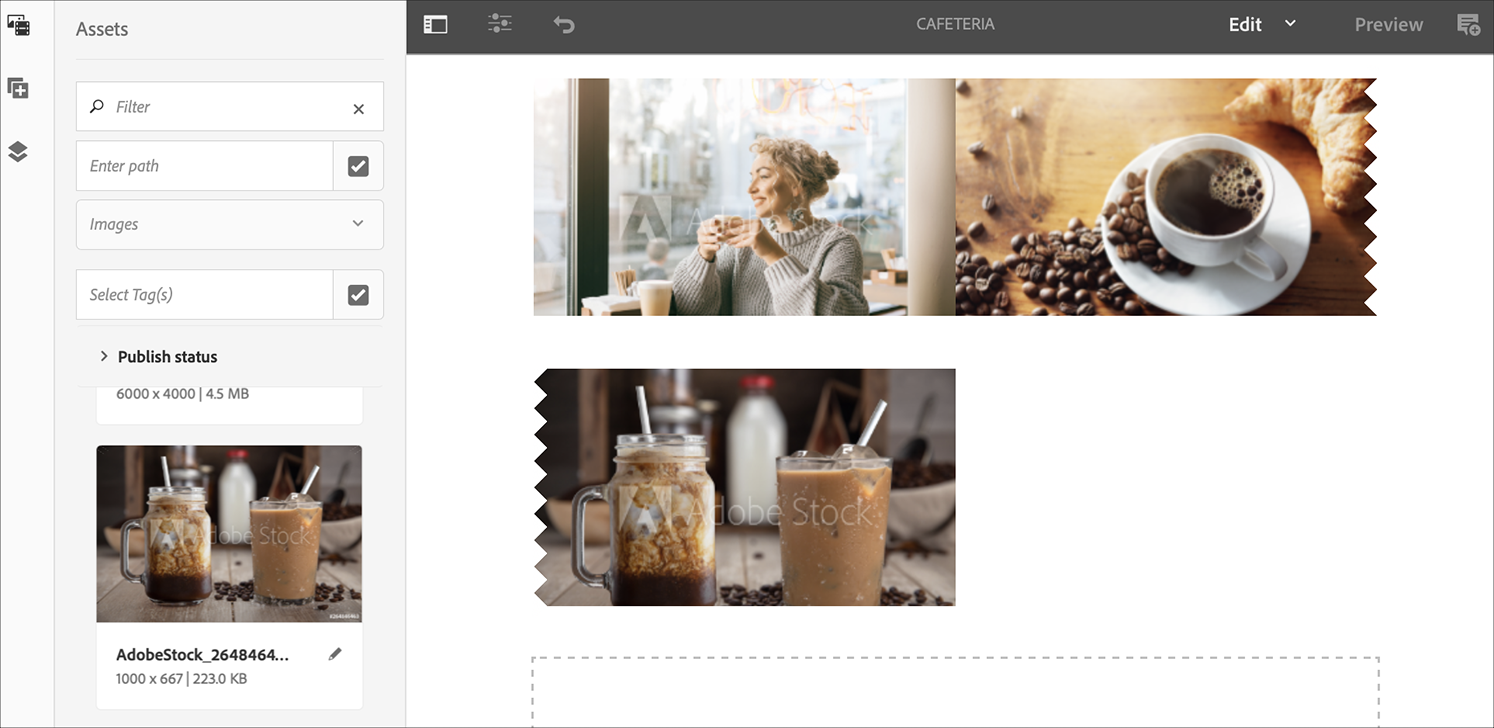 Assets
CAFETERIA
Edit
Preview
Filter
Enter path
Images
Select Tag(s)
Publish status
6000 x 4000 | 4.5 MB
Adobe Stock
AdobeStock_2648464...
1000 x 667 | 223.0 KB
Adobe Stock
Adobe Stock